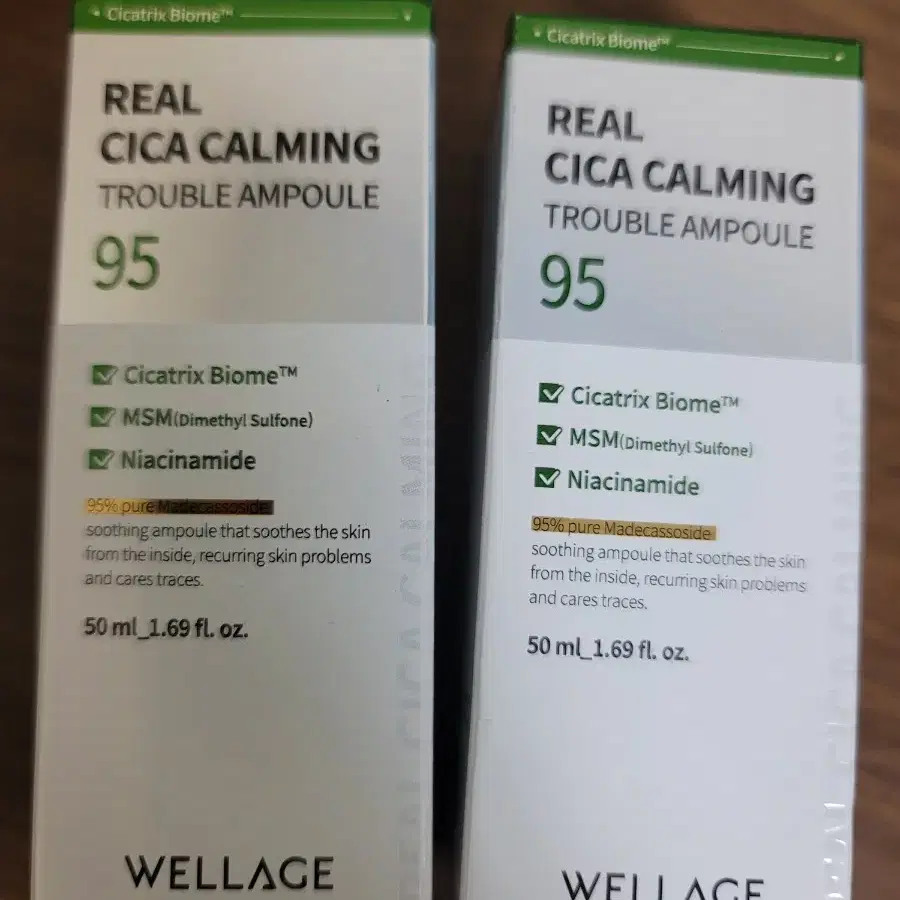 Cicatrix Biome™
REAL
CICA CALMING
TROUBLE AMPOULE
95
Cicatrix Biome™
MSM(Dimethyl Sulfone)
Niacinamide
95% pure Madecassoside
soothing ampoule that soothes the skin
from the inside, recurring skin problems
and cares traces.
50 ml_1.69 fl. oz.
WELLAGE
Cicatrix Biome™
REAL
CICA CALMING
TROUBLE AMPOULE
95
Cicatrix Biome™
MSM(Dimethyl Sulfone)
Niacinamide
95% pure Madecassoside
soothing ampoule that soothes the skin
from the inside, recurring skin problems
and cares traces.
50 ml_1.69 fl. oz.
WELLAGE